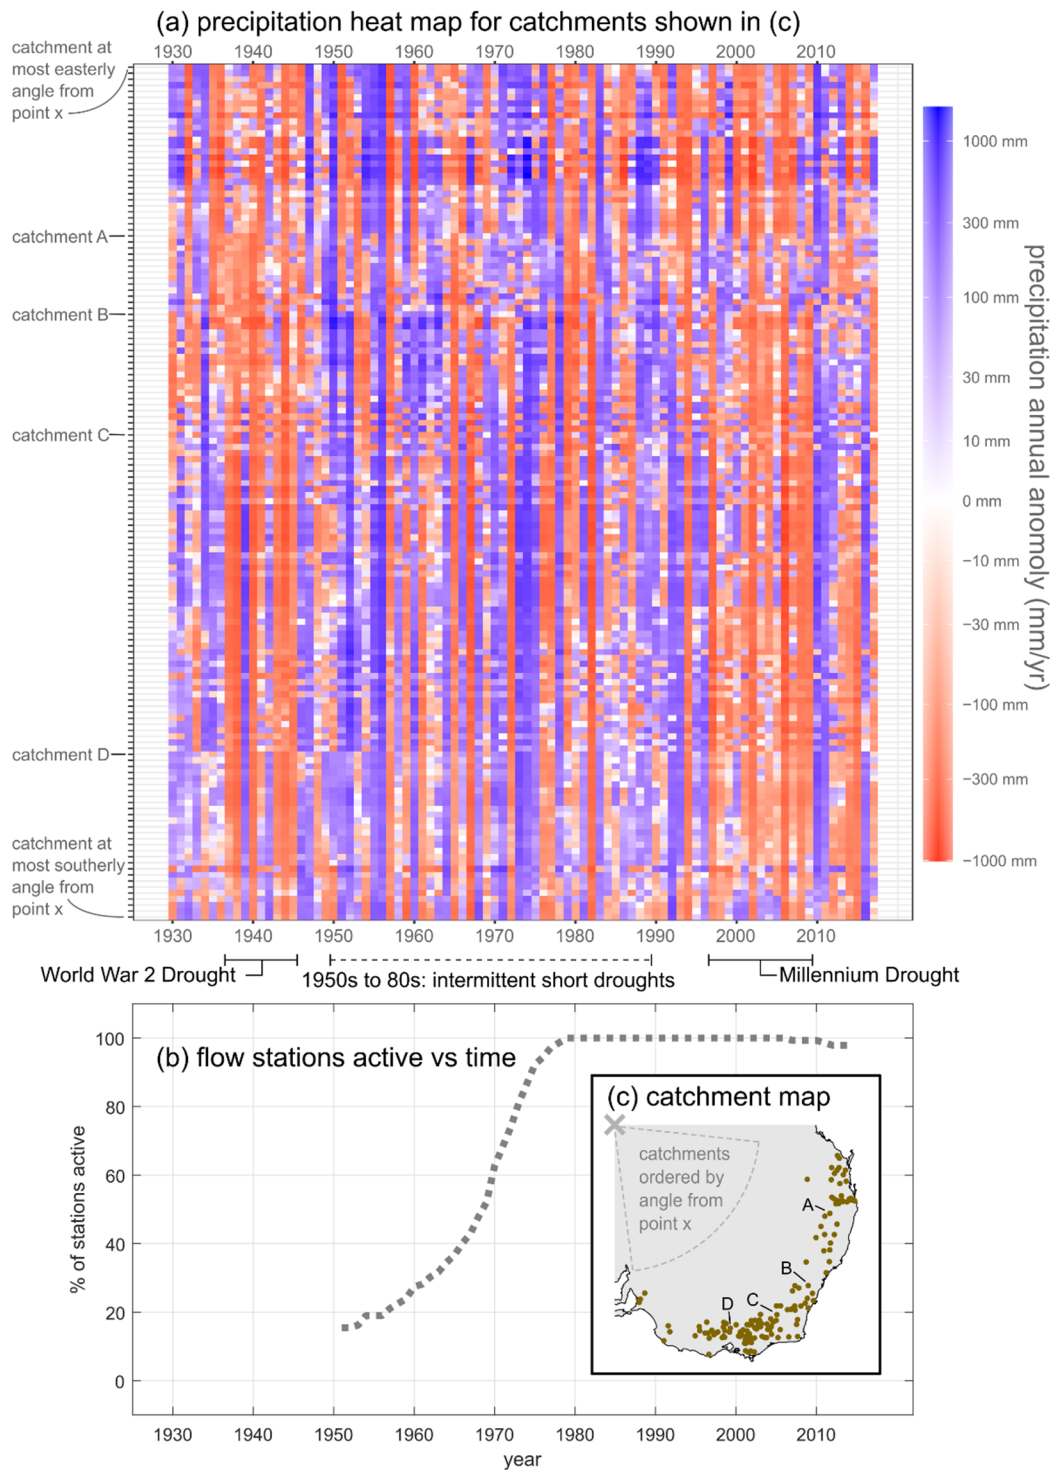 (a) precipitation heat map for catchments shown in (c)
catchment at
most easterly
angle from
point x
1930 1940 1950 1960 1970 1980 1990 2000 2010
catchment A
catchment B
catchment C
catchment D
catchment at
most southerly
angle from
point x
1000 mm
300 mm
100 mm
30 mm
10 mm
0 mm
−10 mm
−30 mm
−100 mm
−300 mm
−1000 mm
precipitation annual anomoly (mm/yr)
1930 1940 1950 1960 1970 1980 1990 2000 2010
World War 2 Drought
1950s to 80s: intermittent short droughts
Millennium Drought
(b) flow stations active vs time
% of stations active
100
80
60
40
20
0
(c) catchment map
catchments
ordered by
angle from
point x
A
B
C
D
1930 1940 1950 1960 1970 1980 1990 2000 2010
year